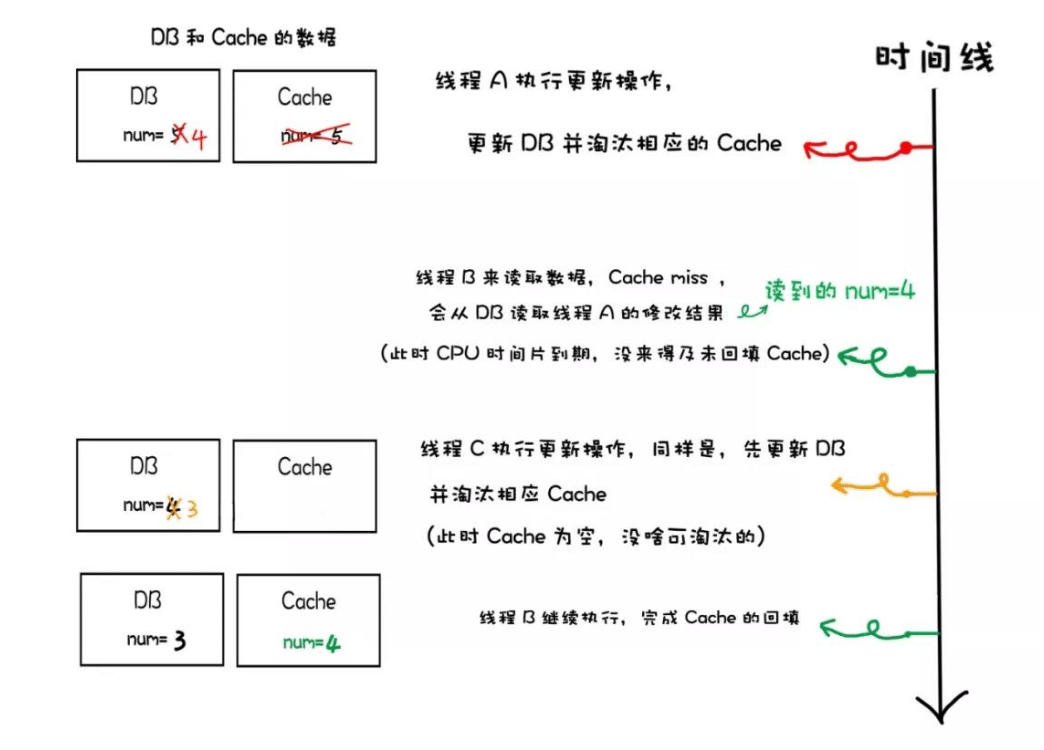 DB 和 Cache 的数据
时间线
DB
num= 5 4
Cache
num= 5
线程 A 执行更新操作，
更新 DB 并淘汰相应的 Cache
线程 B 来读取数据，Cache miss ，
会从 DB 读取线程 A 的修改结果
读到的 num=4
(此时 CPU 时间片到期，没来得及未回填 Cache)
DB
num=4 3
Cache
线程 C 执行更新操作，同样是，先更新 DB
并淘汰相应 Cache
(此时 Cache 为空，没啥可淘汰的)
DB
num= 3
Cache
num=4
线程 B 继续执行，完成 Cache 的回填